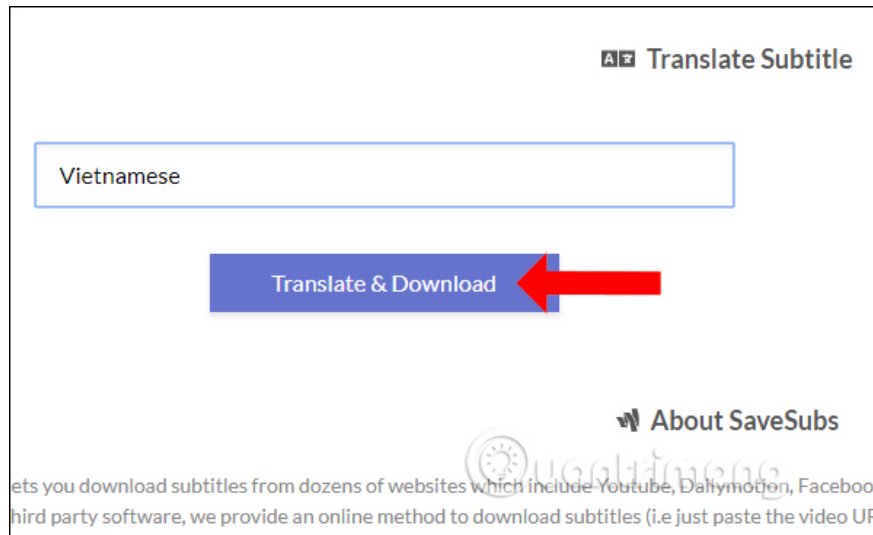 Translate Subtitle
Vietnamese
Translate & Download
About SaveSubs
Quantrimang
ets you download subtitles from dozens of websites which include Youtube, Dailymotion, Faceboo
hird party software, we provide an online method to download subtitles (i.e just paste the video UR